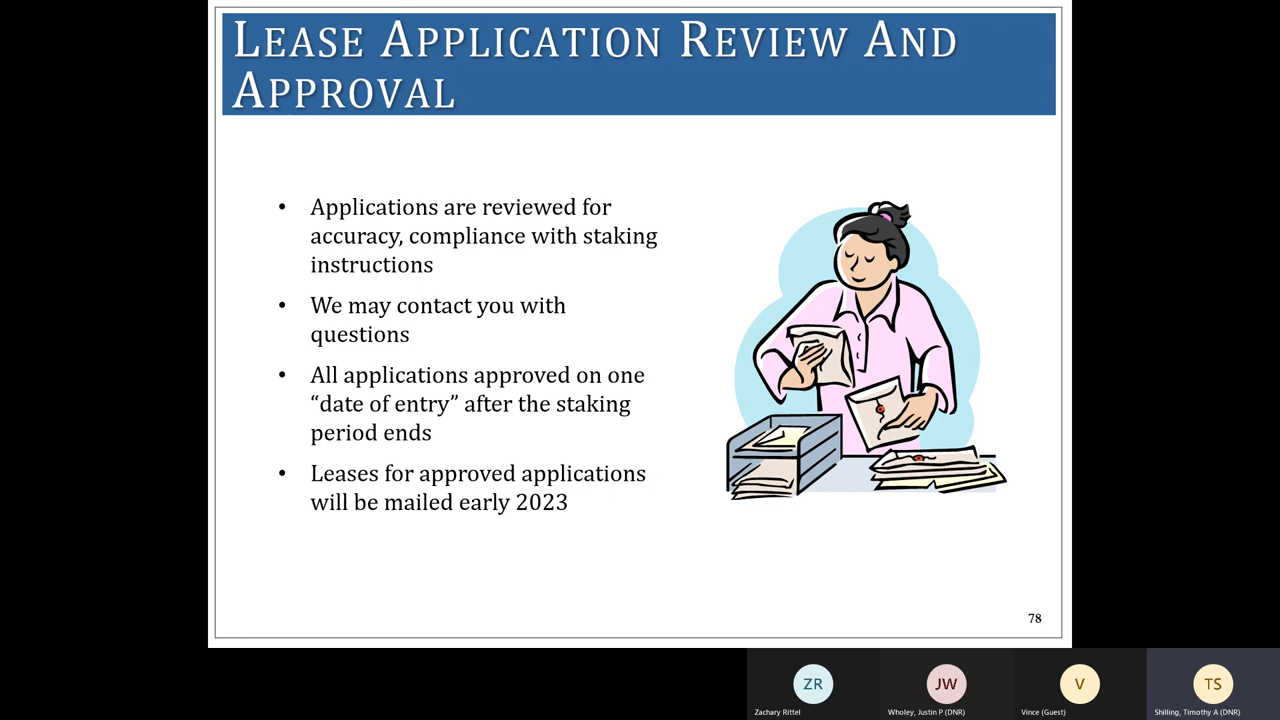 LEASE APPLICATION REVIEW AND
APPROVAL
• Applications are reviewed for
accuracy, compliance with staking
instructions
• We may contact you with
questions
• All applications approved on one
“date of entry” after the staking
period ends
• Leases for approved applications
will be mailed early 2023
78
ZR
JW
V
TS
Zachary Rittel
Wholey, Justin P (DNR)
Vince (Guest)
Shilling, Timothy A (DNR)